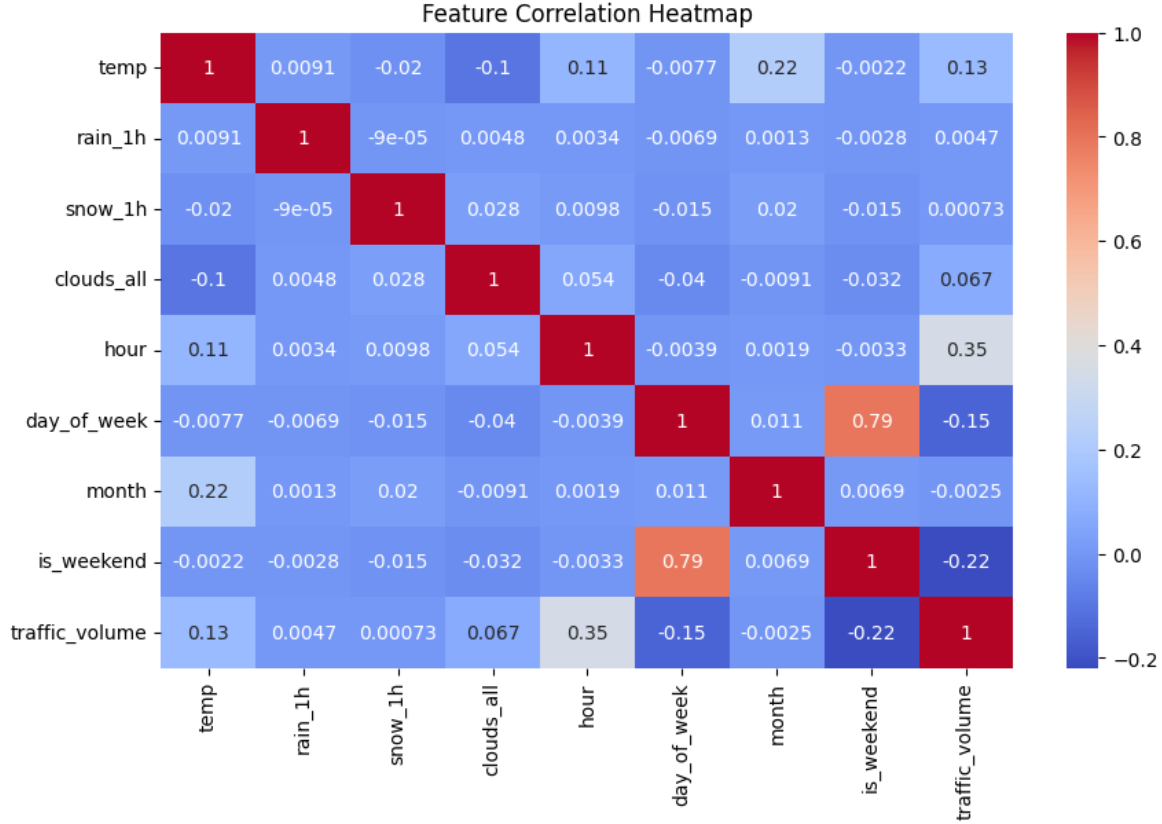 Feature Correlation Heatmap
temp 1 0.0091 -0.02 -0.1 0.11 -0.0077 0.22 -0.0022 0.13
rain_1h 0.0091 1 -9e-05 0.0048 0.0034 -0.0069 0.0013 -0.0028 0.0047
snow_1h -0.02 -9e-05 1 0.028 0.0098 -0.015 0.02 -0.015 0.00073
clouds_all -0.1 0.0048 0.028 1 0.054 -0.04 -0.0091 -0.032 0.067
hour 0.11 0.0034 0.0098 0.054 1 -0.0039 0.0019 -0.0033 0.35
day_of_week -0.0077 -0.0069 -0.015 -0.04 -0.0039 1 0.011 0.79 -0.15
month 0.22 0.0013 0.02 -0.0091 0.0019 0.011 1 0.0069 -0.0025
is_weekend -0.0022 -0.0028 -0.015 -0.032 -0.0033 0.79 0.0069 1 -0.22
traffic_volume 0.13 0.0047 0.00073 0.067 0.35 -0.15 -0.0025 -0.22 1
temp rain_1h snow_1h clouds_all hour day_of_week month is_weekend traffic_volume
1.0
0.8
0.6
0.4
0.2
0.0
−0.2